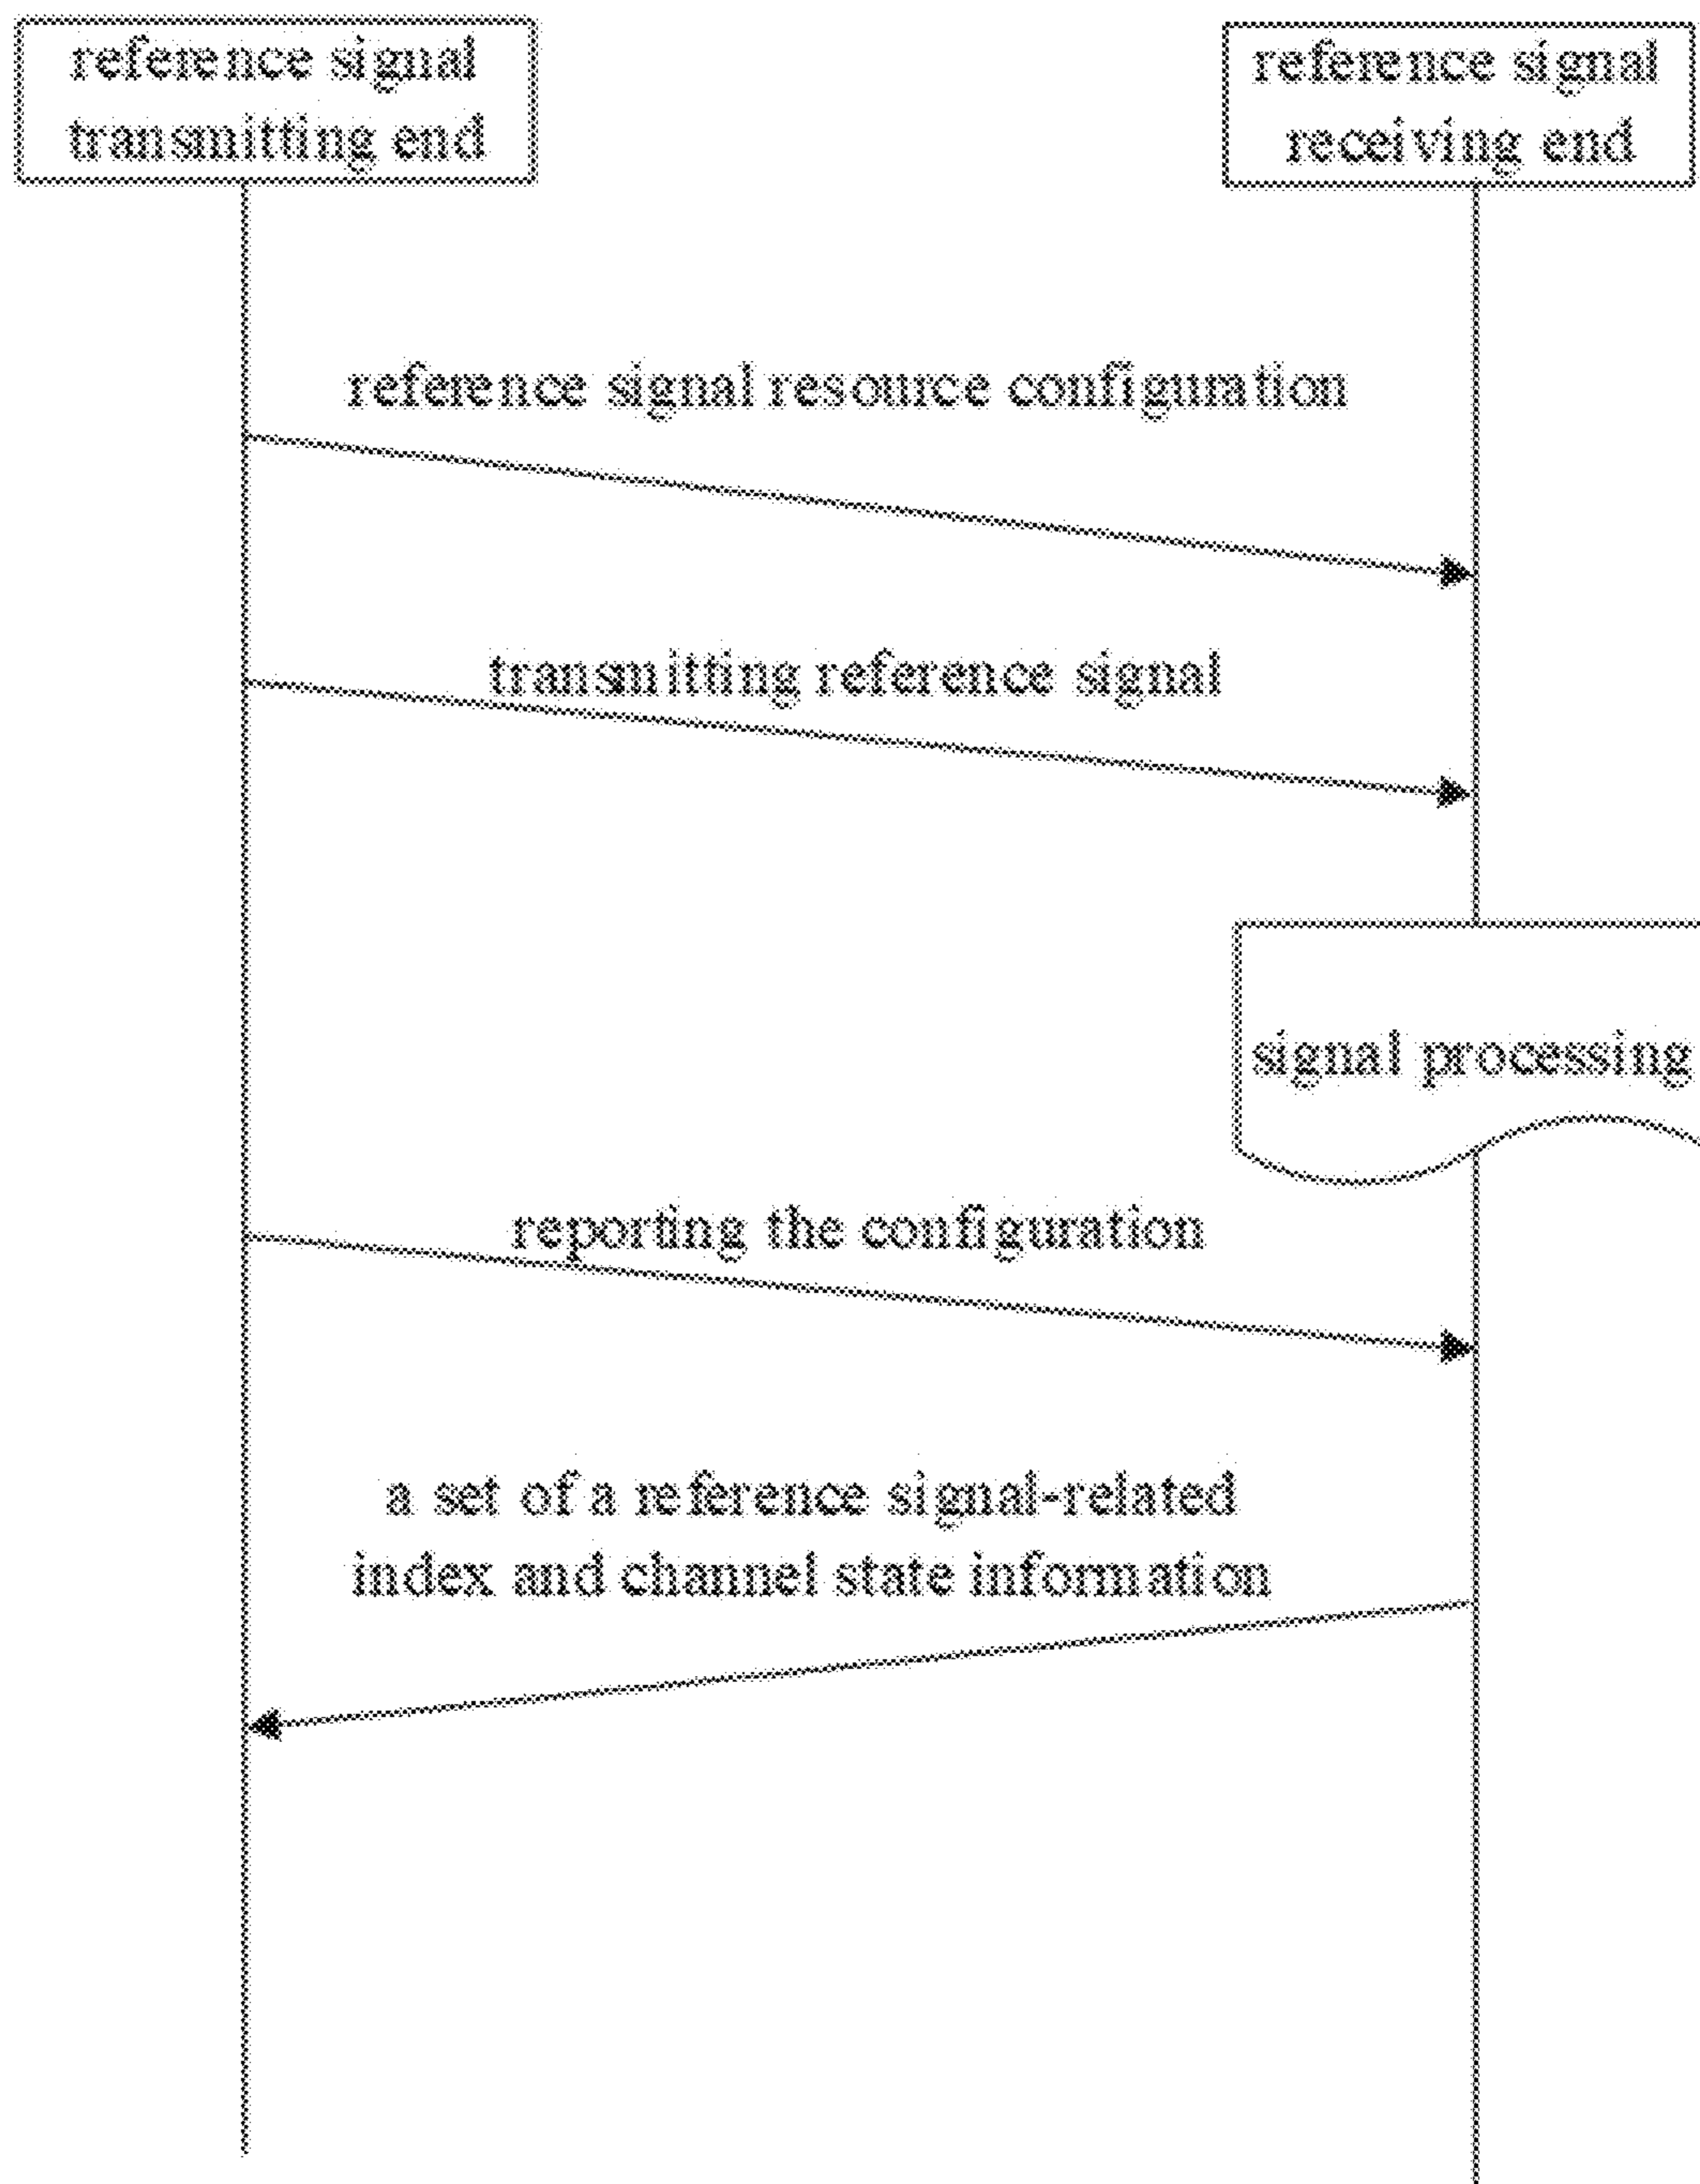 reference signal
transmitting end
reference signal
receiving end
reference signal resource configuration
transmitting reference signal
signal processing
reporting the configuration
a set of a reference signal-related
index and channel state information